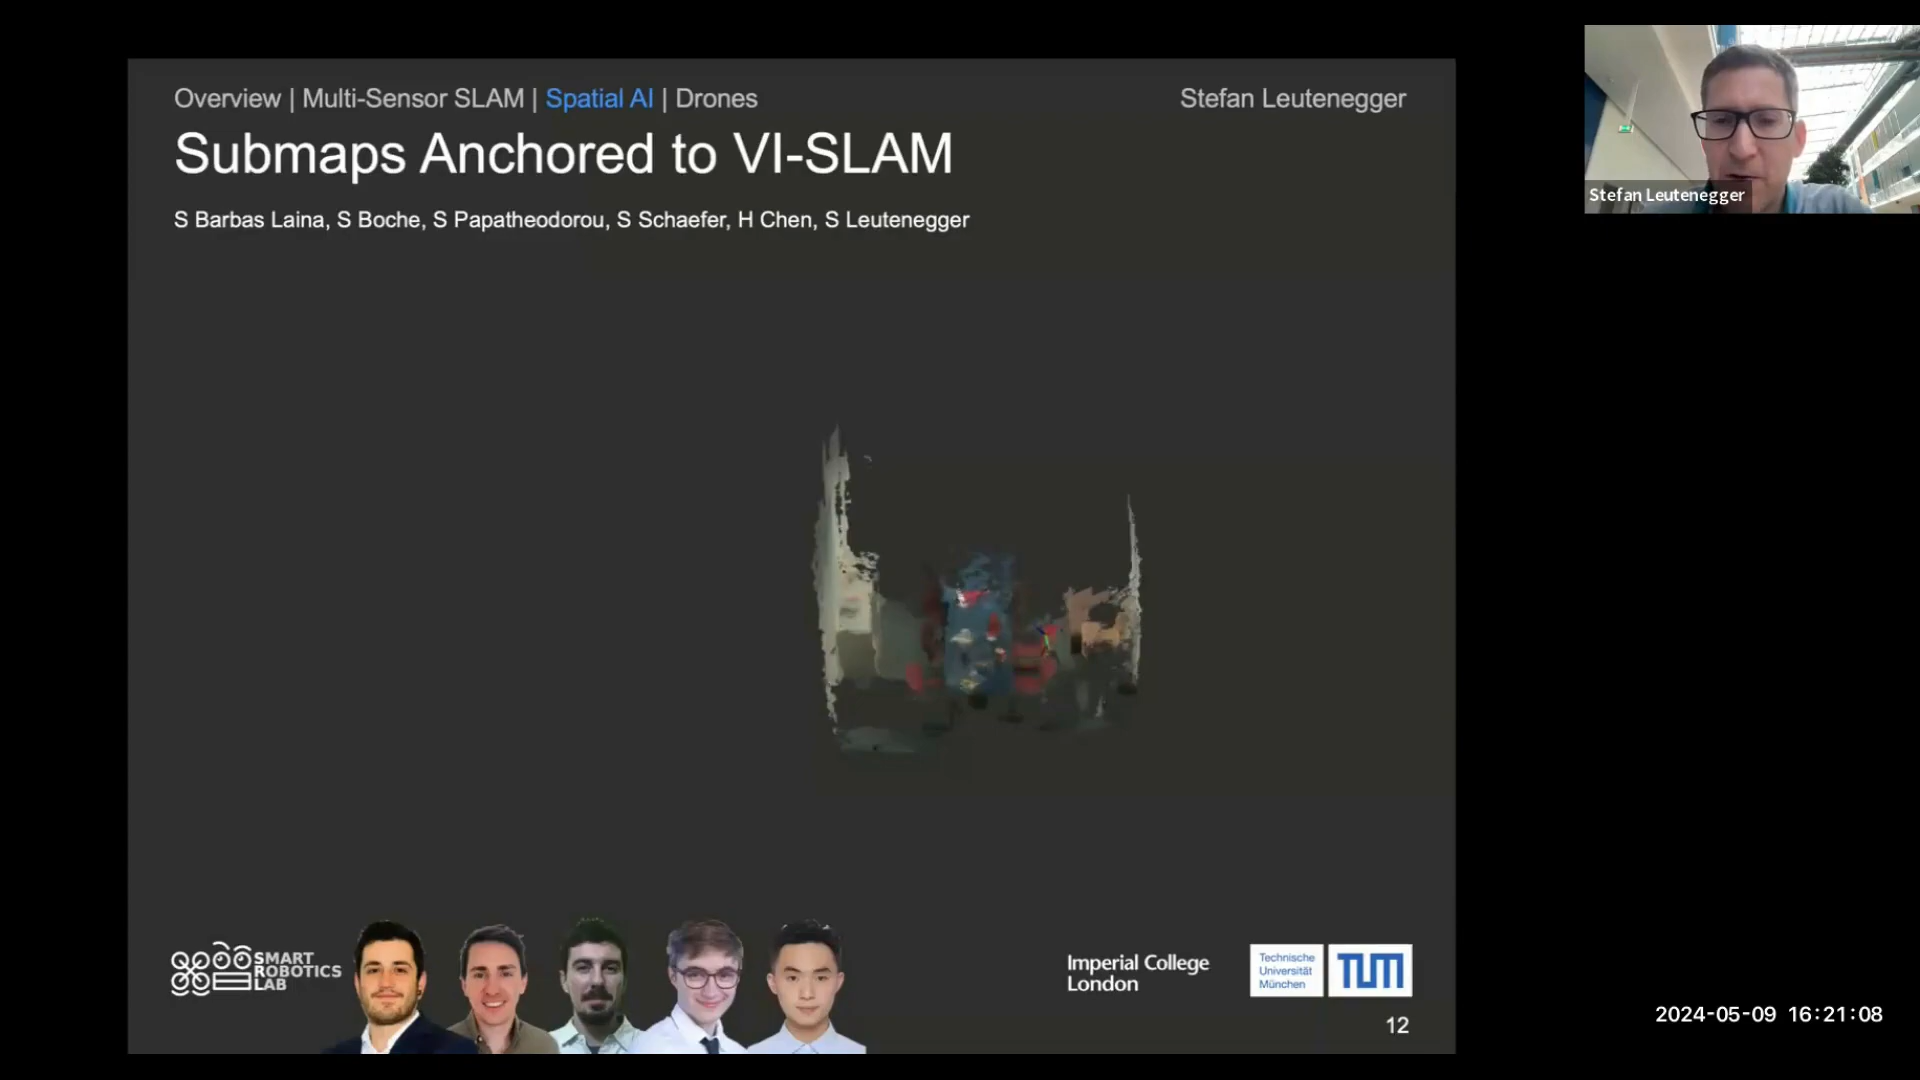 Overview | Multi-Sensor SLAM | Spatial AI | Drones
Stefan Leutenegger
Submaps Anchored to VI-SLAM
S Barbas Laina, S Boche, S Papatheodorou, S Schaefer, H Chen, S Leutenegger
Stefan Leutenegger
SMART
ROBOTICS
LAB
Imperial College
London
Technische
Universität
München
TUM
12
2024-05-09 16:21:08